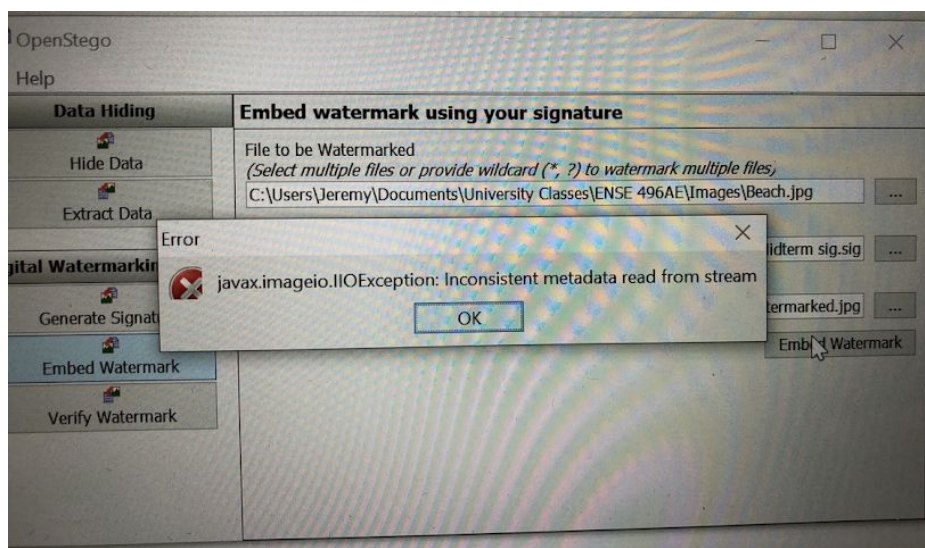 OpenStego
Help
Data Hiding
Hide Data
Extract Data
gital Watermarkin
Generate Signat
Embed Watermark
Verify Watermark
Embed watermark using your signature
File to be Watermarked
(Select multiple files or provide wildcard (*, ?) to watermark multiple files)
C:\Users\Jeremy\Documents\University Classes\ENSE 496AE\Images\Beach.jpg
...
idterm sig.sig
...
termarked.jpg
...
Embed Watermark
Error
javax.imageio.IIOException: Inconsistent metadata read from stream
OK